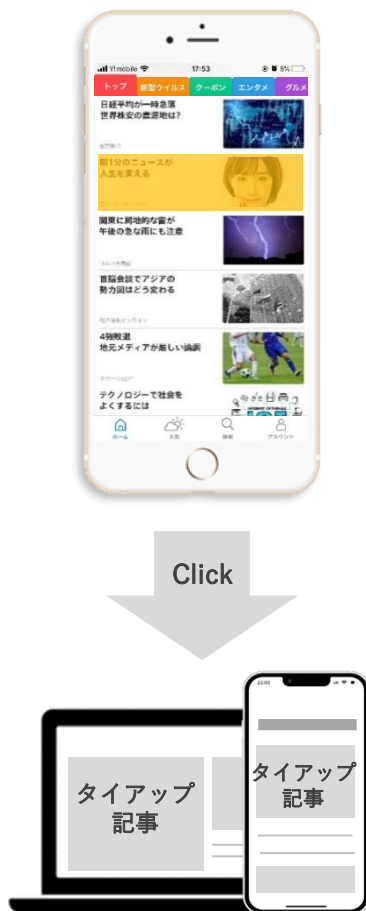 Y!mobile 17:53 8%
トップ 新型ウイルス クーポン エンタメ グルメ
日経平均が一時急落
世界株安の震源地は?
朝1分のニュースが
人生を変える
関東に局地的な雷が
午後の急な雨にも注意
首脳会談でアジアの
勢力図はどう変わる
4強敗退
地元メディアが厳しい論調
テクノロジーで社会を
よくするには
INTERNET OF THINGS
ホーム 天気 検索 アカウント
Click
22:00
タイアップ
記事
タイアップ
記事